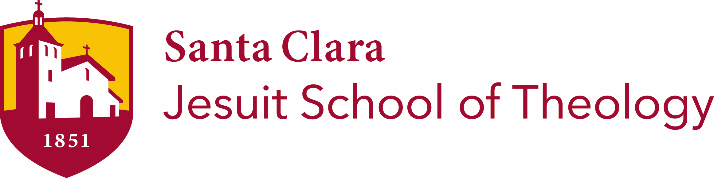 Santa Clara
Jesuit School of Theology
1851